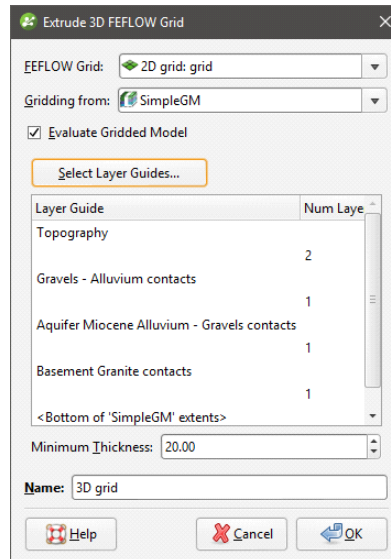 Extrude 3D FEFLOW Grid
FEFLOW Grid: 2D grid: grid
Gridding from: SimpleGM
Evaluate Gridded Model
Select Layer Guides...
Layer Guide Num Laye
Topography
2
Gravels - Alluvium contacts
1
Aquifer Miocene Alluvium - Gravels contacts
1
Basement Granite contacts
1
<Bottom of 'SimpleGM' extents>
Minimum Thickness: 20.00
Name: 3D grid
Help Cancel OK